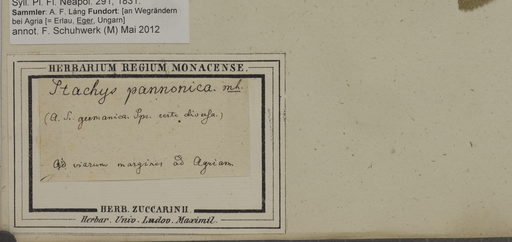 Syll. Pl. Fl. Neapol. 291, 1831.
Sammler: A. F. Láng Fundort: [an Wegrändern
bei Agria [= Erlau, Eger, Ungarn]
annot. F. Schuhwerk (M) Mai 2012
HERBARIUM REGIUM MONACENSE.
Stachys pannonica. mh.
(A. S. germanica. Spe. certe diversa.)
Ad viarum margines ad Agriam.
HERB. ZUCCARINII.
Herbar. Univ. Ludov. Maximil.